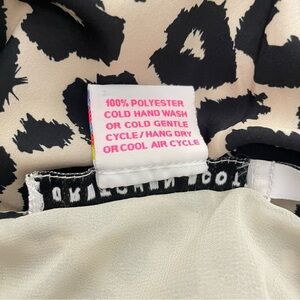 100% POLYESTER
COLD HAND WASH
OR COLD GENTLE
CYCLE/HANG DRY
OR COOL AIR CYCLE